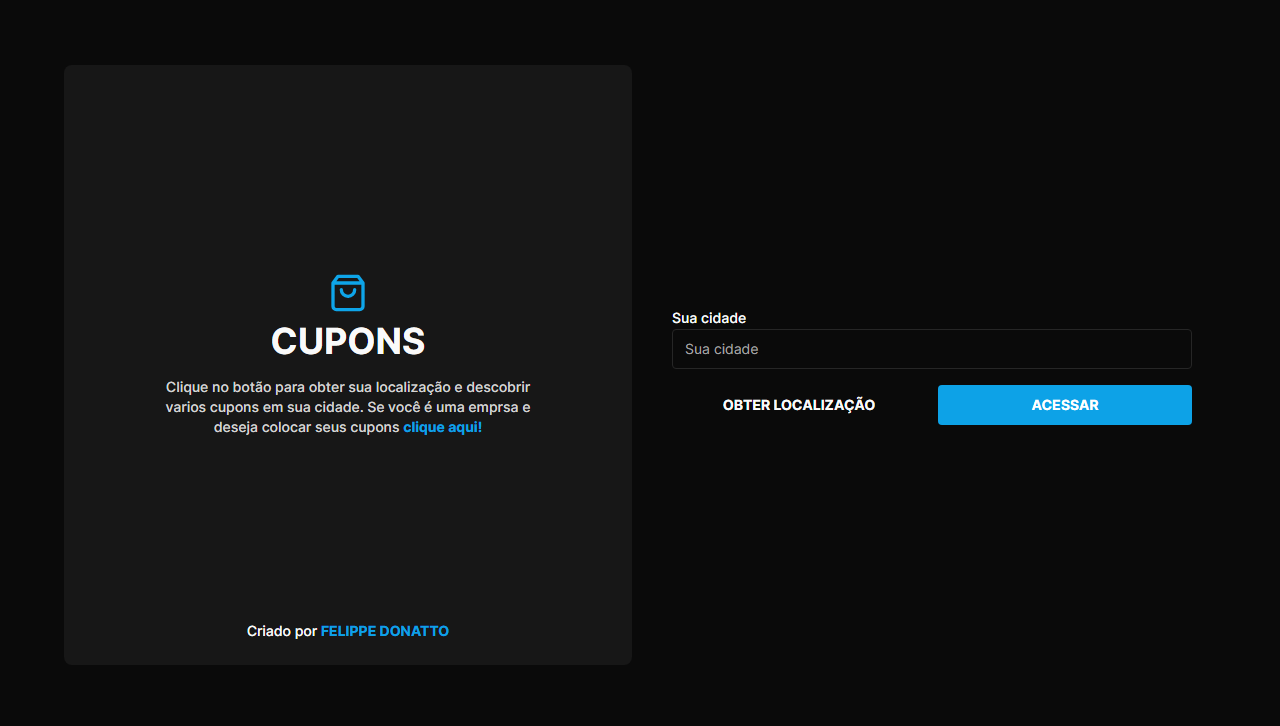 CUPONS
Clique no botão para obter sua localização e descobrir
varios cupons em sua cidade. Se você é uma emprsa e
deseja colocar seus cupons clique aqui!
Criado por FELIPPE DONATTO
Sua cidade
Sua cidade
OBTER LOCALIZAÇÃO
ACESSAR